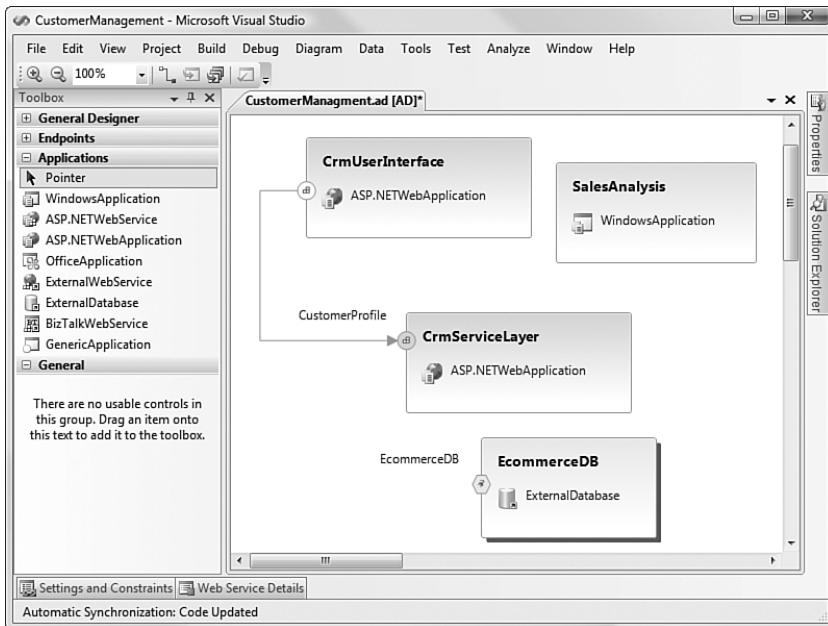 CustomerManagement - Microsoft Visual Studio
File Edit View Project Build Debug Diagram Data Tools Test Analyze Window Help
100%
Toolbox
CustomerManagment.ad [AD]*
General Designer
Endpoints
Applications
Pointer
WindowsApplication
ASP.NETWebService
ASP.NETWebApplication
OfficeApplication
ExternalWebService
ExternalDatabase
BizTalkWebService
GenericApplication
General
There are no usable controls in
this group. Drag an item onto
this text to add it to the toolbox.
CrmUserInterface
ASP.NETWebApplication
SalesAnalysis
WindowsApplication
CustomerProfile
CrmServiceLayer
ASP.NETWebApplication
EcommerceDB
EcommerceDB
ExternalDatabase
Properties
Solution Explorer
Settings and Constraints
Web Service Details
Automatic Synchronization: Code Updated